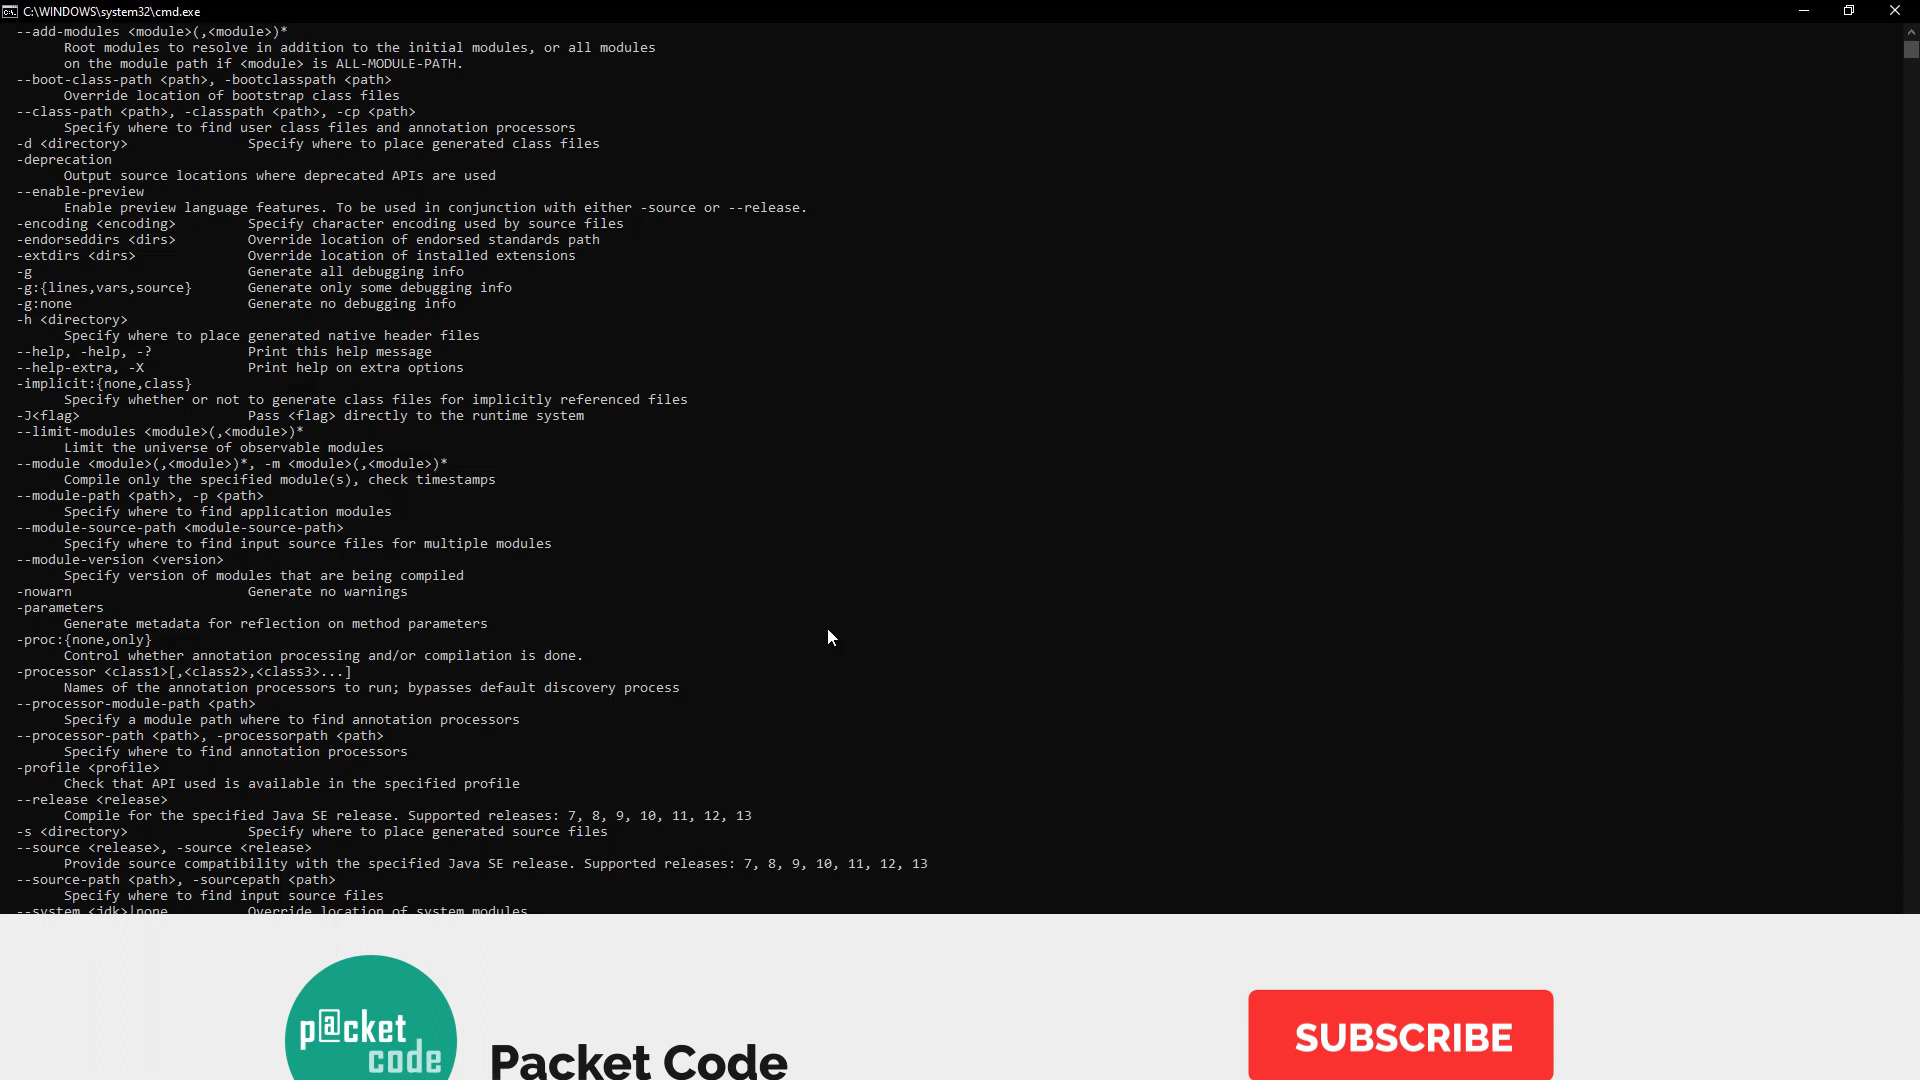 C:\WINDOWS\system32\cmd.exe
--add-modules <module>(,<module>)*
Root modules to resolve in addition to the initial modules, or all modules
on the module path if <module> is ALL-MODULE-PATH.
--boot-class-path <path>, -bootclasspath <path>
Override location of bootstrap class files
--class-path <path>, -classpath <path>, -cp <path>
Specify where to find user class files and annotation processors
-d <directory> Specify where to place generated class files
-deprecation
Output source locations where deprecated APIs are used
--enable-preview
Enable preview language features. To be used in conjunction with either -source or --release.
-encoding <encoding> Specify character encoding used by source files
-endorseddirs <dirs> Override location of endorsed standards path
-extdirs <dirs> Override location of installed extensions
-g Generate all debugging info
-g:{lines,vars,source} Generate only some debugging info
-g:none Generate no debugging info
-h <directory>
Specify where to place generated native header files
--help, -help, -? Print this help message
--help-extra, -X Print help on extra options
-implicit:{none,class}
Specify whether or not to generate class files for implicitly referenced files
-J<flag> Pass <flag> directly to the runtime system
--limit-modules <module>(,<module>)*
Limit the universe of observable modules
--module <module>(,<module>)*, -m <module>(,<module>)*
Compile only the specified module(s), check timestamps
--module-path <path>, -p <path>
Specify where to find application modules
--module-source-path <module-source-path>
Specify where to find input source files for multiple modules
--module-version <version>
Specify version of modules that are being compiled
-nowarn Generate no warnings
-parameters
Generate metadata for reflection on method parameters
-proc:{none,only}
Control whether annotation processing and/or compilation is done.
-processor <class1>[,<class2>,<class3>...]
Names of the annotation processors to run; bypasses default discovery process
--processor-module-path <path>
Specify a module path where to find annotation processors
--processor-path <path>, -processorpath <path>
Specify where to find annotation processors
-profile <profile>
Check that API used is available in the specified profile
--release <release>
Compile for the specified Java SE release. Supported releases: 7, 8, 9, 10, 11, 12, 13
-s <directory> Specify where to place generated source files
--source <release>, -source <release>
Provide source compatibility with the specified Java SE release. Supported releases: 7, 8, 9, 10, 11, 12, 13
--source-path <path>, -sourcepath <path>
Specify where to find input source files
--system <jdk>|none Override location of system modules
p@cket
code
Packet Code
SUBSCRIBE